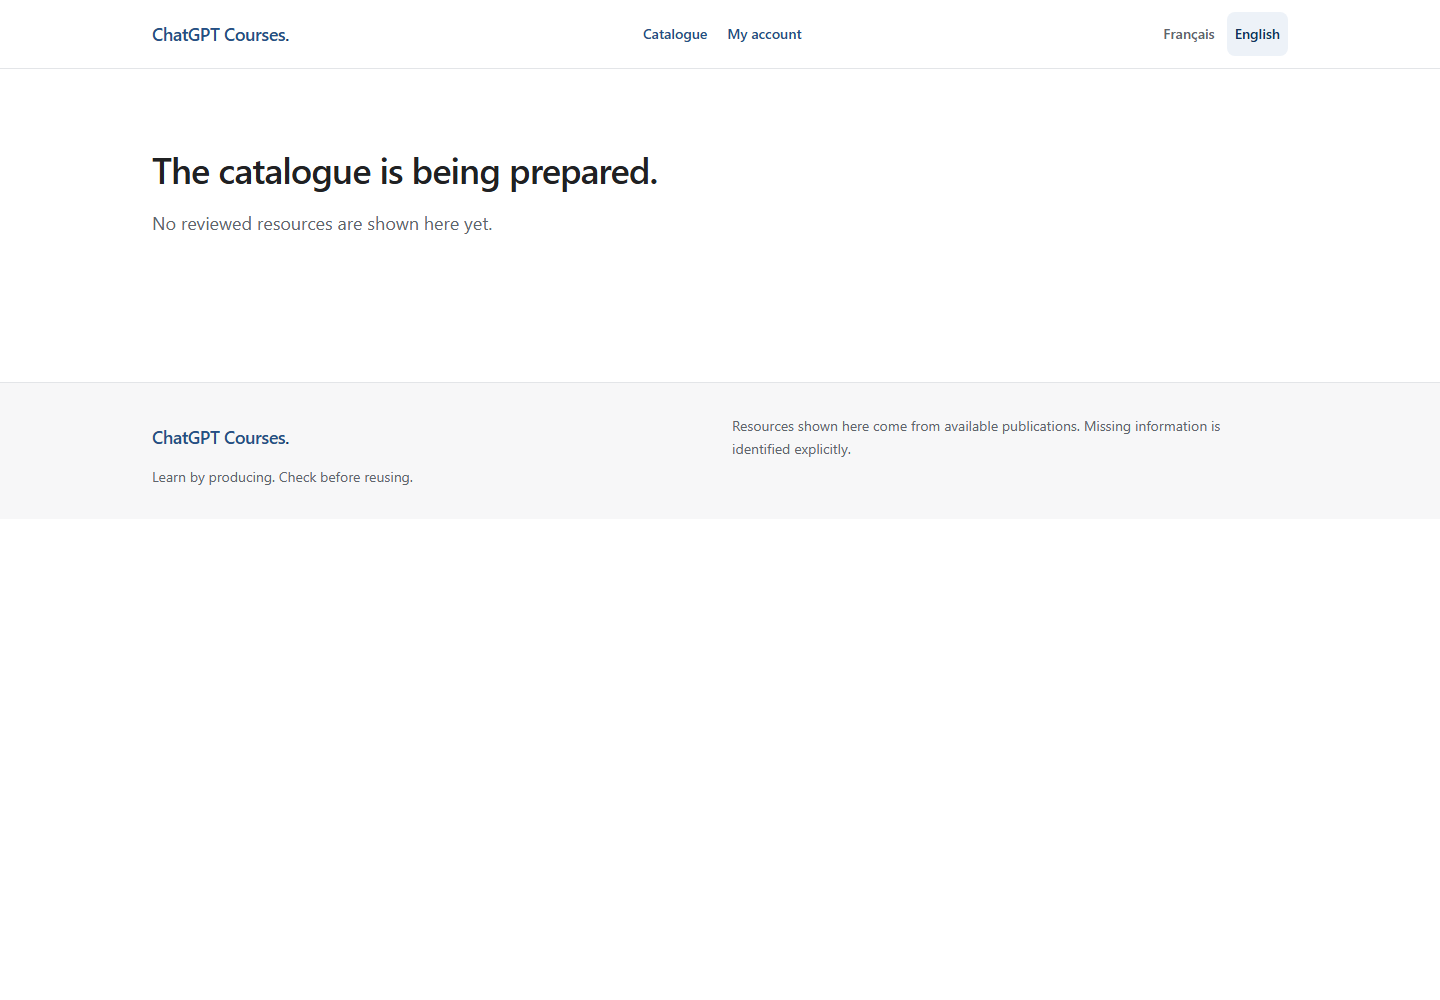 ChatGPT Courses.
Catalogue
My account
Français
English
The catalogue is being prepared.
No reviewed resources are shown here yet.
ChatGPT Courses.
Learn by producing. Check before reusing.
Resources shown here come from available publications. Missing information is
identified explicitly.